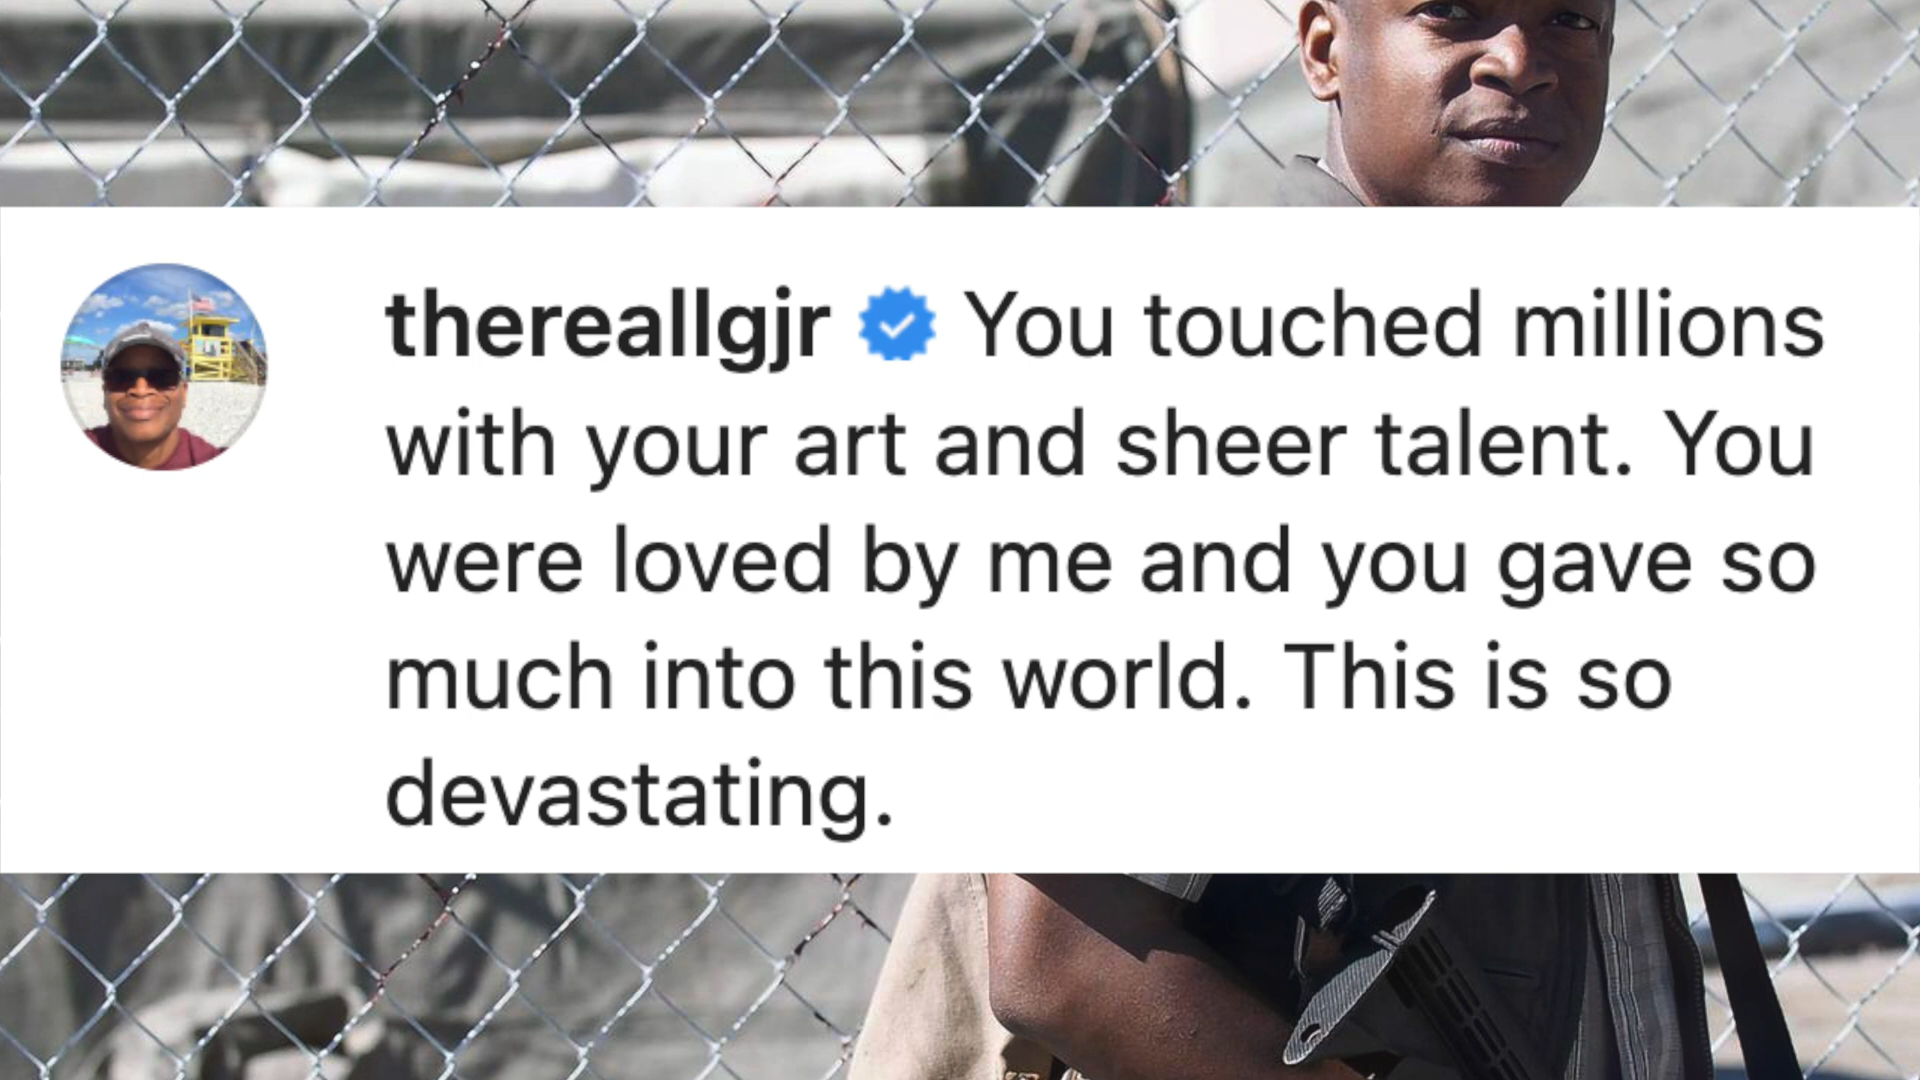 thereallgjr You touched millions
with your art and sheer talent. You
were loved by me and you gave so
much into this world. This is so
devastating.